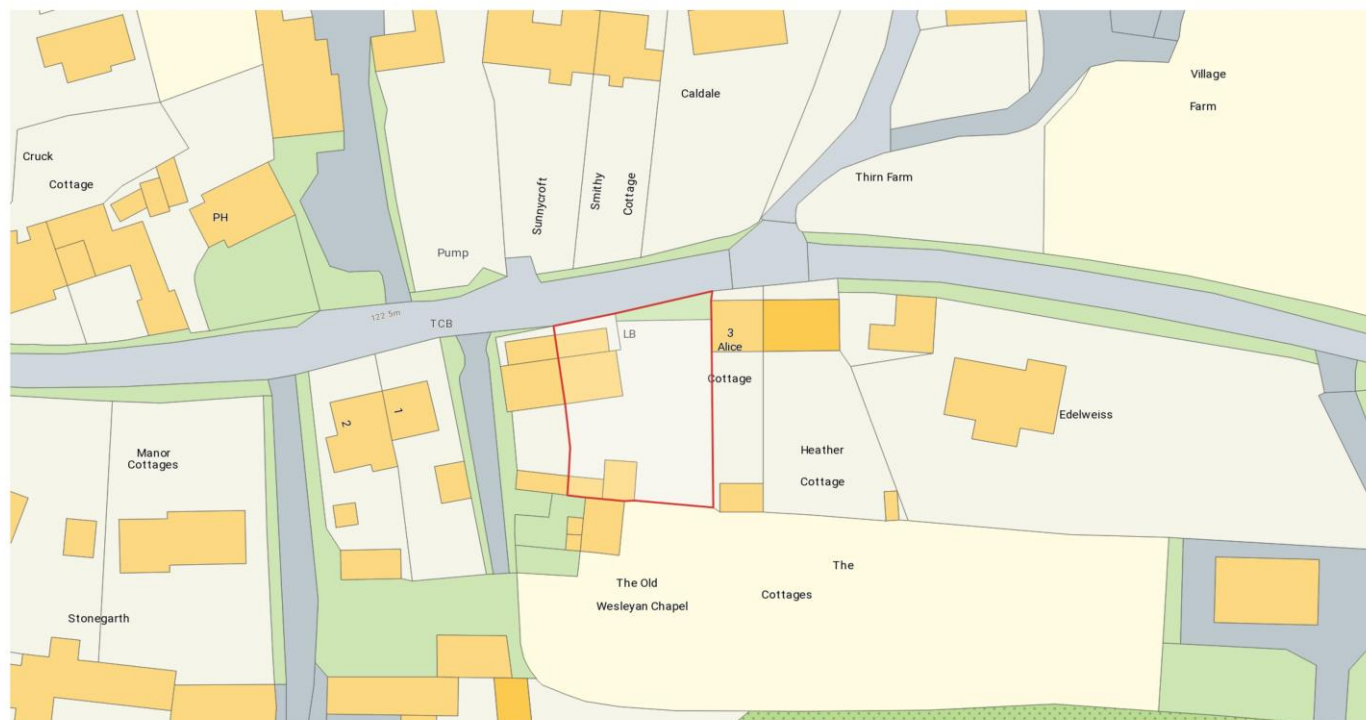 Village
Farm
Caldale
Cruck
Cottage
Thirn Farm
Sunnycroft
Smithy
Cottage
PH
Pump
122.5m
TCB
LB
3
Alice
Cottage
1
2
Edelweiss
Manor
Cottages
Heather
Cottage
The
Cottages
The Old
Wesleyan Chapel
Stonegarth